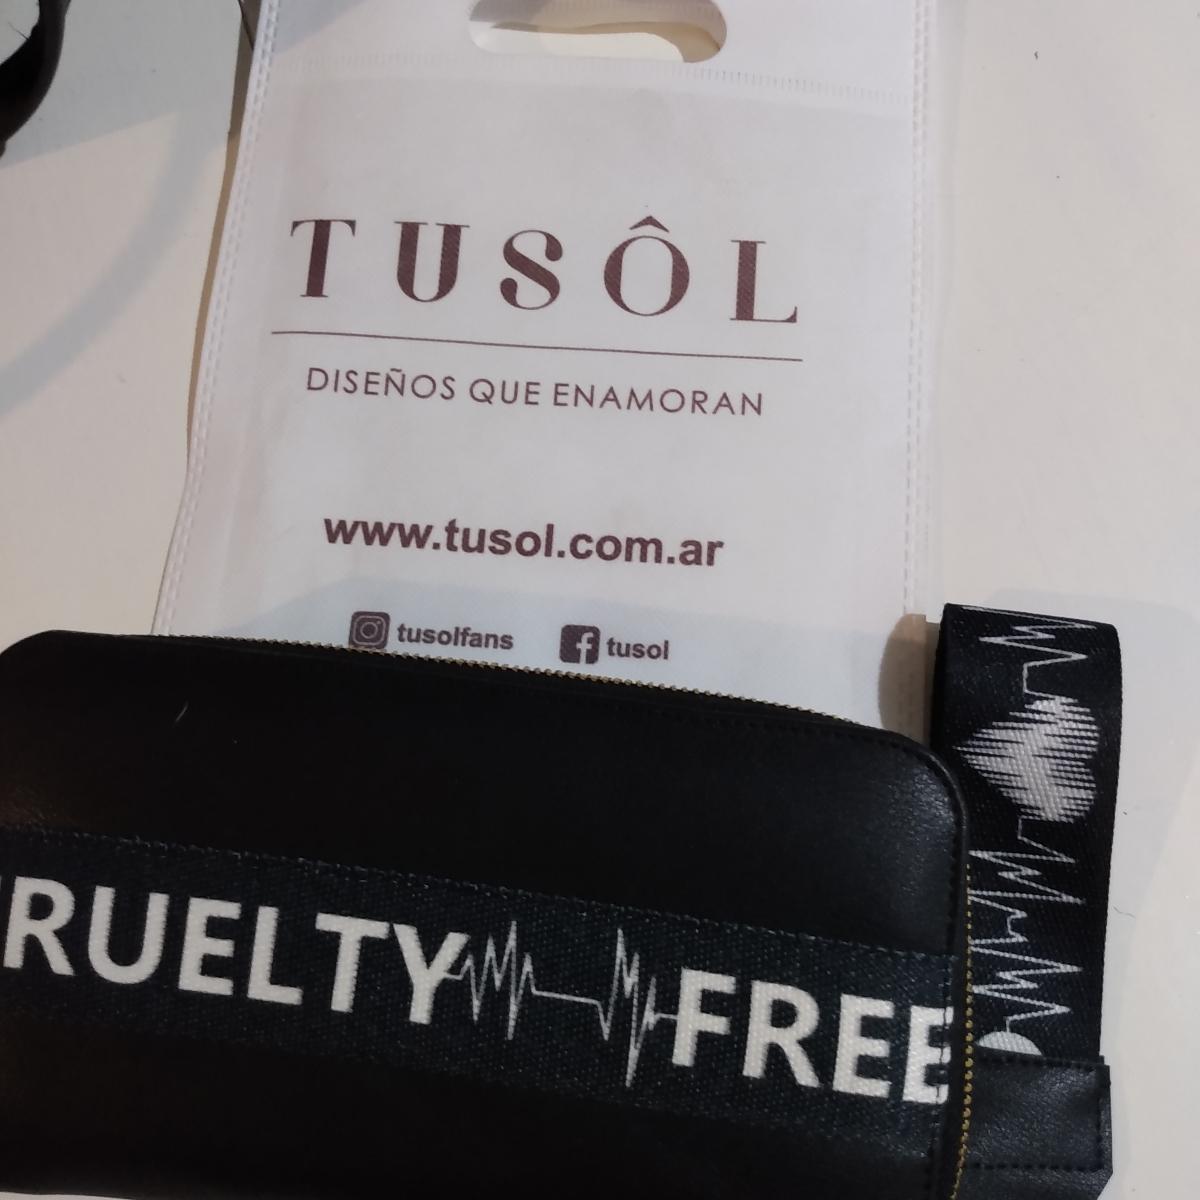 TUSÔL
DISEÑOS QUE ENAMORAN
www.tusol.com.ar
tusolfans tusol
RUELTY FREE